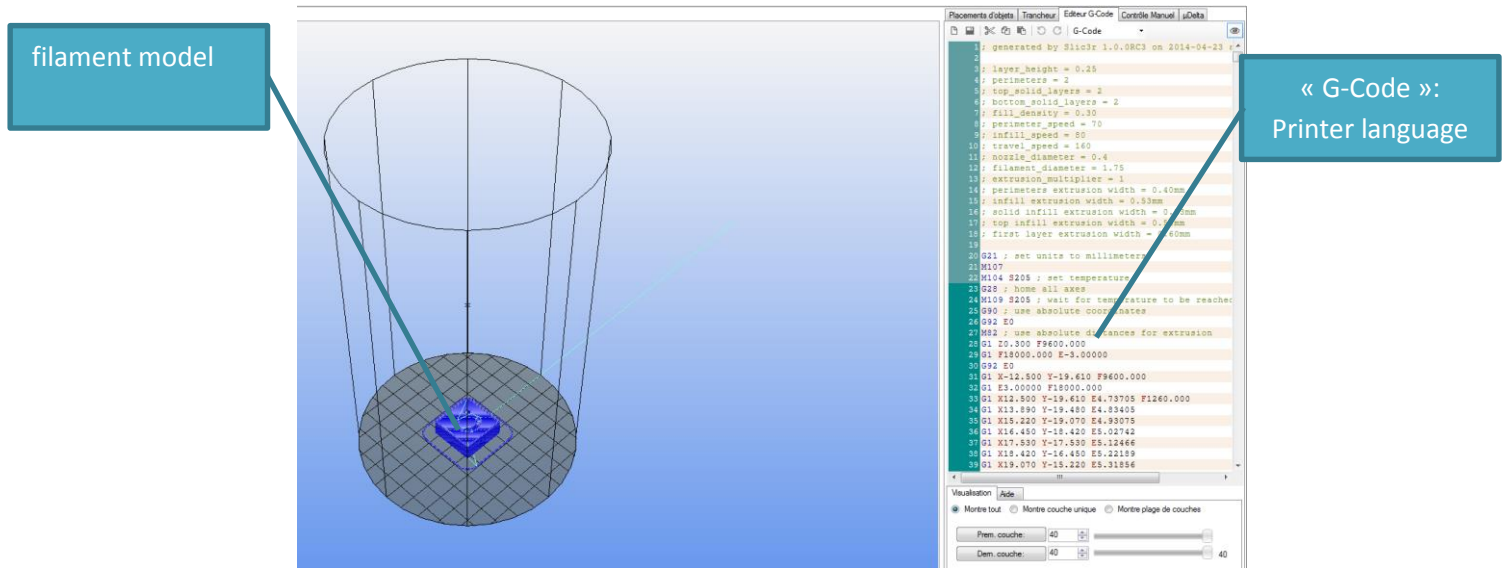 filament model
« G-Code »:
Printer language
Placements d'objets Trancheur Editeur G-Code Contrôle Manuel µDelta
G-Code
1 ; generated by Slic3r 1.0.0RC3 on 2014-04-23
2
3 ; layer_height = 0.25
4 ; perimeters = 2
5 ; top_solid_layers = 2
6 ; bottom_solid_layers = 2
7 ; fill_density = 0.30
8 ; perimeter_speed = 70
9 ; infill_speed = 80
10 ; travel_speed = 160
11 ; nozzle_diameter = 0.4
12 ; filament_diameter = 1.75
13 ; extrusion_multiplier = 1
14 ; perimeters extrusion width = 0.40mm
15 ; infill extrusion width = 0.53mm
16 ; solid infill extrusion width =
17 ; top infill extrusion width =
18 ; first layer extrusion width =
19
20 G21 ; set units to millimeters
21 M107
22 M104 S205 ; set temperature
23 G28 ; home all axes
24 M109 S205 ; wait for temperature to be reached
25 G90 ; use absolute coordinates
26 G92 E0
27 M82 ; use absolute distances for extrusion
28 G1 Z0.300 F9600.000
29 G1 F18000.000 E-3.00000
30 G92 E0
31 G1 X-12.500 Y-19.610 F9600.000
32 G1 E3.00000 F18000.000
33 G1 X12.500 Y-19.610 E4.73705 F1260.000
34 G1 X13.890 Y-19.480 E4.83405
35 G1 X15.220 Y-19.070 E4.93075
36 G1 X16.450 Y-18.420 E5.02742
37 G1 X17.530 Y-17.530 E5.12466
38 G1 X18.420 Y-16.450 E5.22189
39 G1 X19.070 Y-15.220 E5.31856
Visualisation Aide
Montre tout Montre couche unique Montre plage de couches
Prem. couche: 40
Dern. couche: 40 40